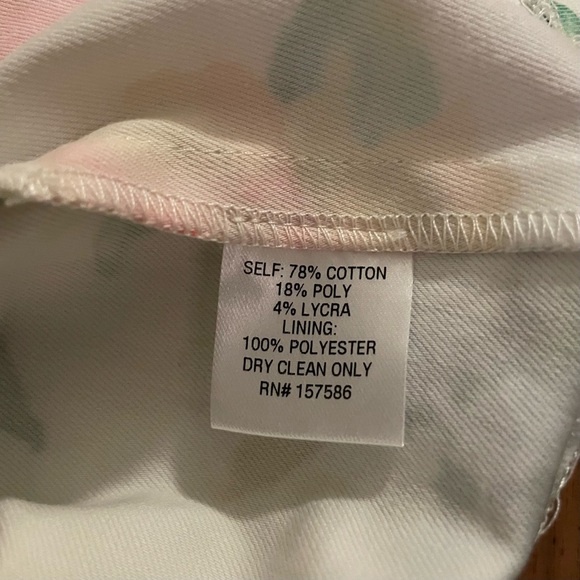 SELF: 78% COTTON
18% POLY
4% LYCRA
LINING:
100% POLYESTER
DRY CLEAN ONLY
RN# 157586